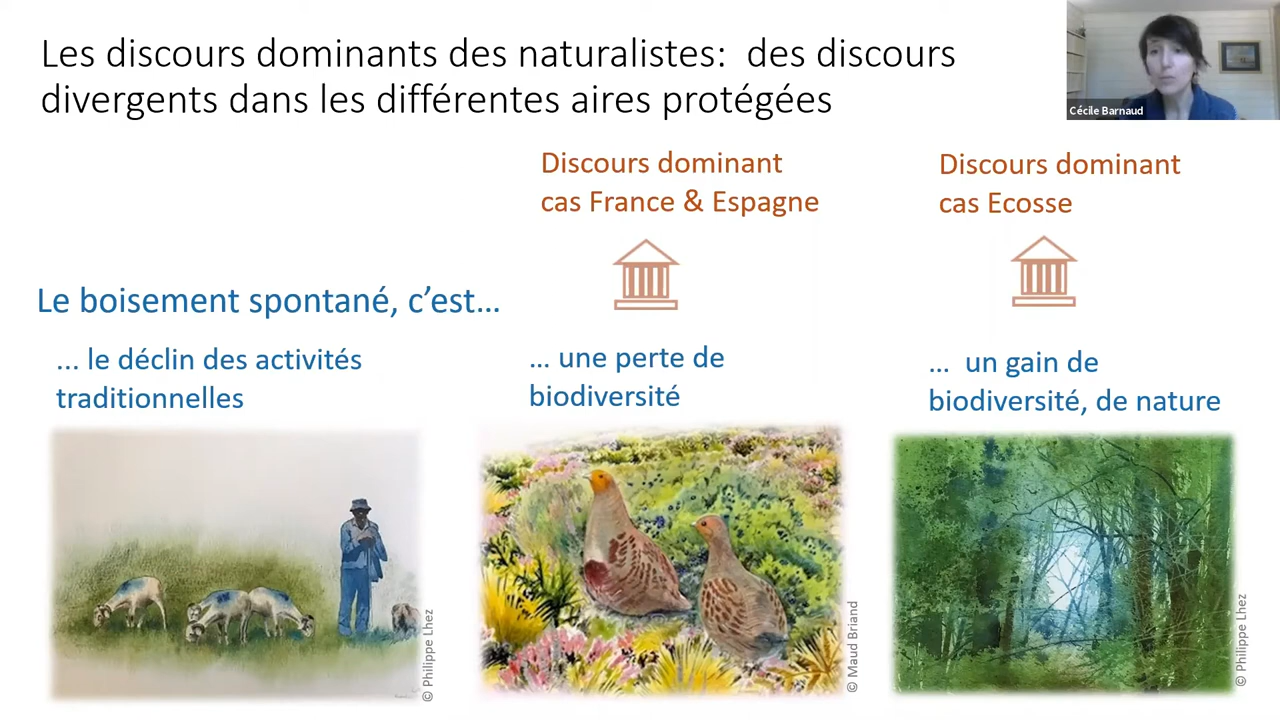 Les discours dominants des naturalistes:  des discours
divergents dans les différentes aires protégées
Cécile Barnaud
Discours dominant
cas France & Espagne
Discours dominant
cas Ecosse
Le boisement spontané, c’est…
... le déclin des activités
traditionnelles
… une perte de
biodiversité
…  un gain de
biodiversité, de nature
© Philippe Lhez
© Maud Briand
© Philippe Lhez